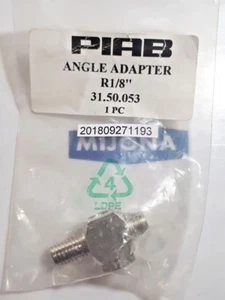 PIAB
ANGLE ADAPTER
R1/8"
31.50.053
1 PC
201809271193
MIJONA
4
LDPE